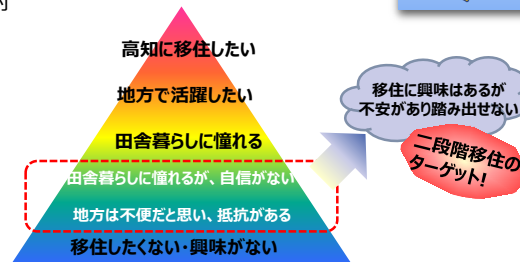 高知に移住したい
地方で活躍したい
田舎暮らしに憧れる
田舎暮らしに憧れるが、自信がない
地方は不便だと思い、抵抗がある
移住したくない・興味がない
移住に興味はあるが
不安があり踏み出せない
二段階移住の
ターゲット!